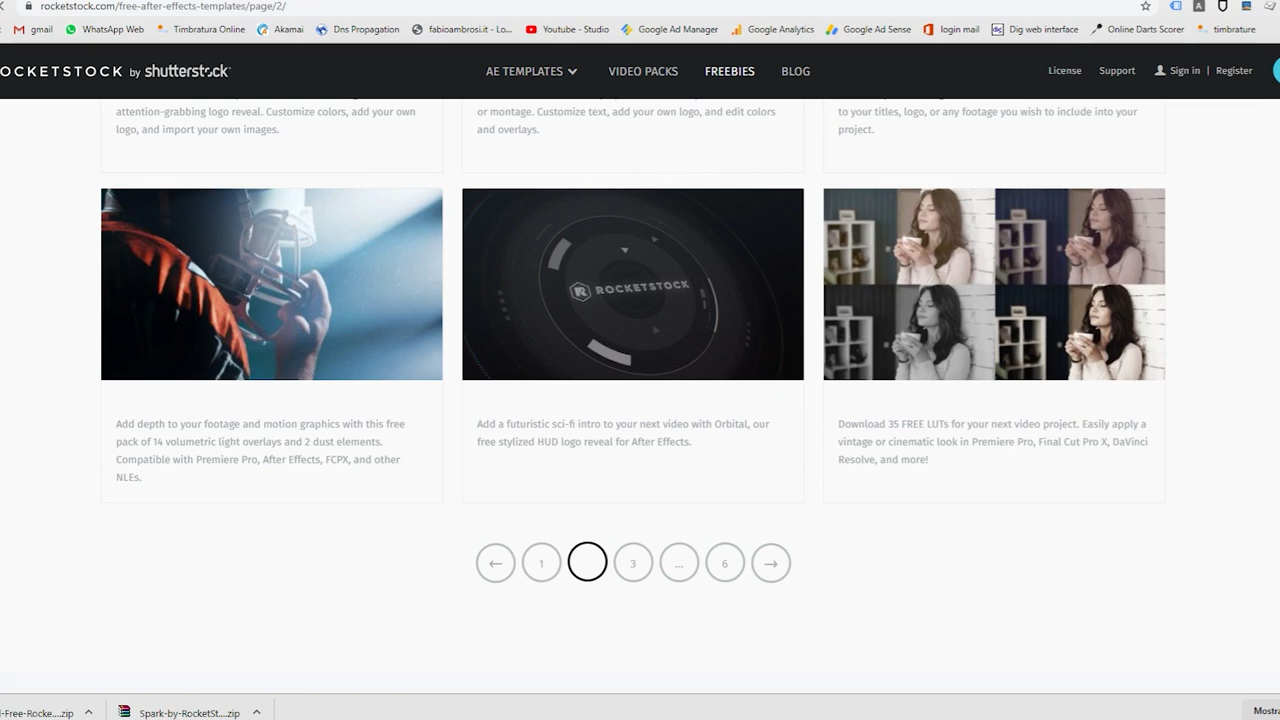 rocketstock.com/free-after-effects-templates/page/2/
gmail WhatsApp Web Timbratura Online Akamai Dns Propagation fabioambrosi.it - Lo... Youtube - Studio Google Ad Manager Google Analytics Google Ad Sense login mail Dig web interface Online Darts Scorer timbrature
OCKETSTOCK by shutterstock AE TEMPLATES VIDEO PACKS FREEBIES BLOG License Support Sign in | Register
attention-grabbing logo reveal. Customize colors, add your own
logo, and import your own images.
or montage. Customize text, add your own logo, and edit colors
and overlays.
to your titles, logo, or any footage you wish to include into your
project.
R ROCKETSTOCK
Add depth to your footage and motion graphics with this free
pack of 14 volumetric light overlays and 2 dust elements.
Compatible with Premiere Pro, After Effects, FCPX, and other
NLEs.
Add a futuristic sci-fi intro to your next video with Orbital, our
free stylized HUD logo reveal for After Effects.
Download 35 FREE LUTs for your next video project. Easily apply a
vintage or cinematic look in Premiere Pro, Final Cut Pro X, DaVinci
Resolve, and more!
← 1 3 ... 6 →
l-Free-Rocke....zip Spark-by-RocketSt....zip Mostra